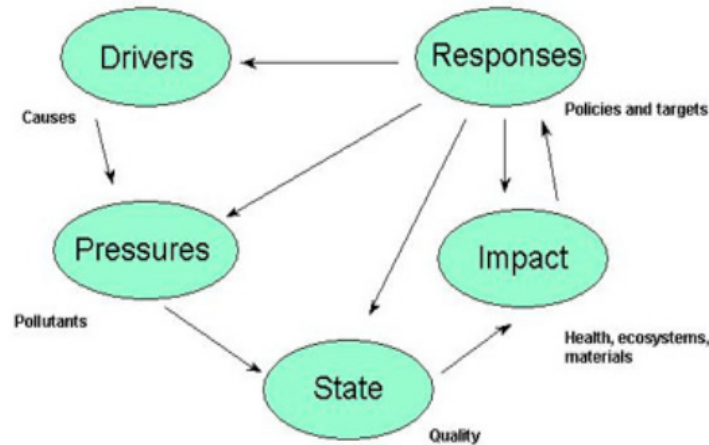 Drivers
Responses
Causes
Policies and targets
Pressures
Impact
Pollutants
Health, ecosystems,
materials
State
Quality